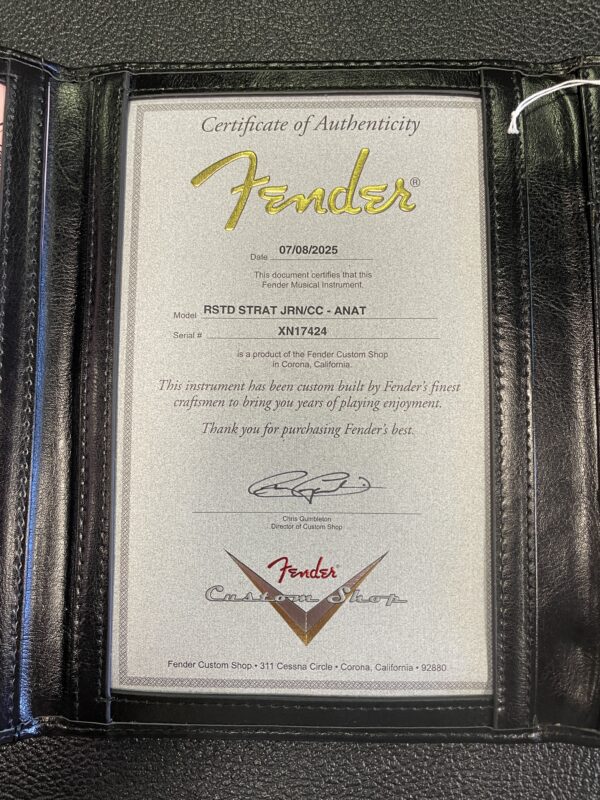 Certificate of Authenticity
Fender®
Date 07/08/2025
This document certifies that this
Fender Musical Instrument,
Model RSTD STRAT JRN/CC - ANAT
Serial # XN17424
is a product of the Fender Custom Shop
in Corona, California.
This instrument has been custom built by Fender's finest
craftsmen to bring you years of playing enjoyment.
Thank you for purchasing Fender's best.
Chris Gumbleton
Director of Custom Shop
Fender®
Custom Shop
Fender Custom Shop • 311 Cessna Circle • Corona, California • 92880